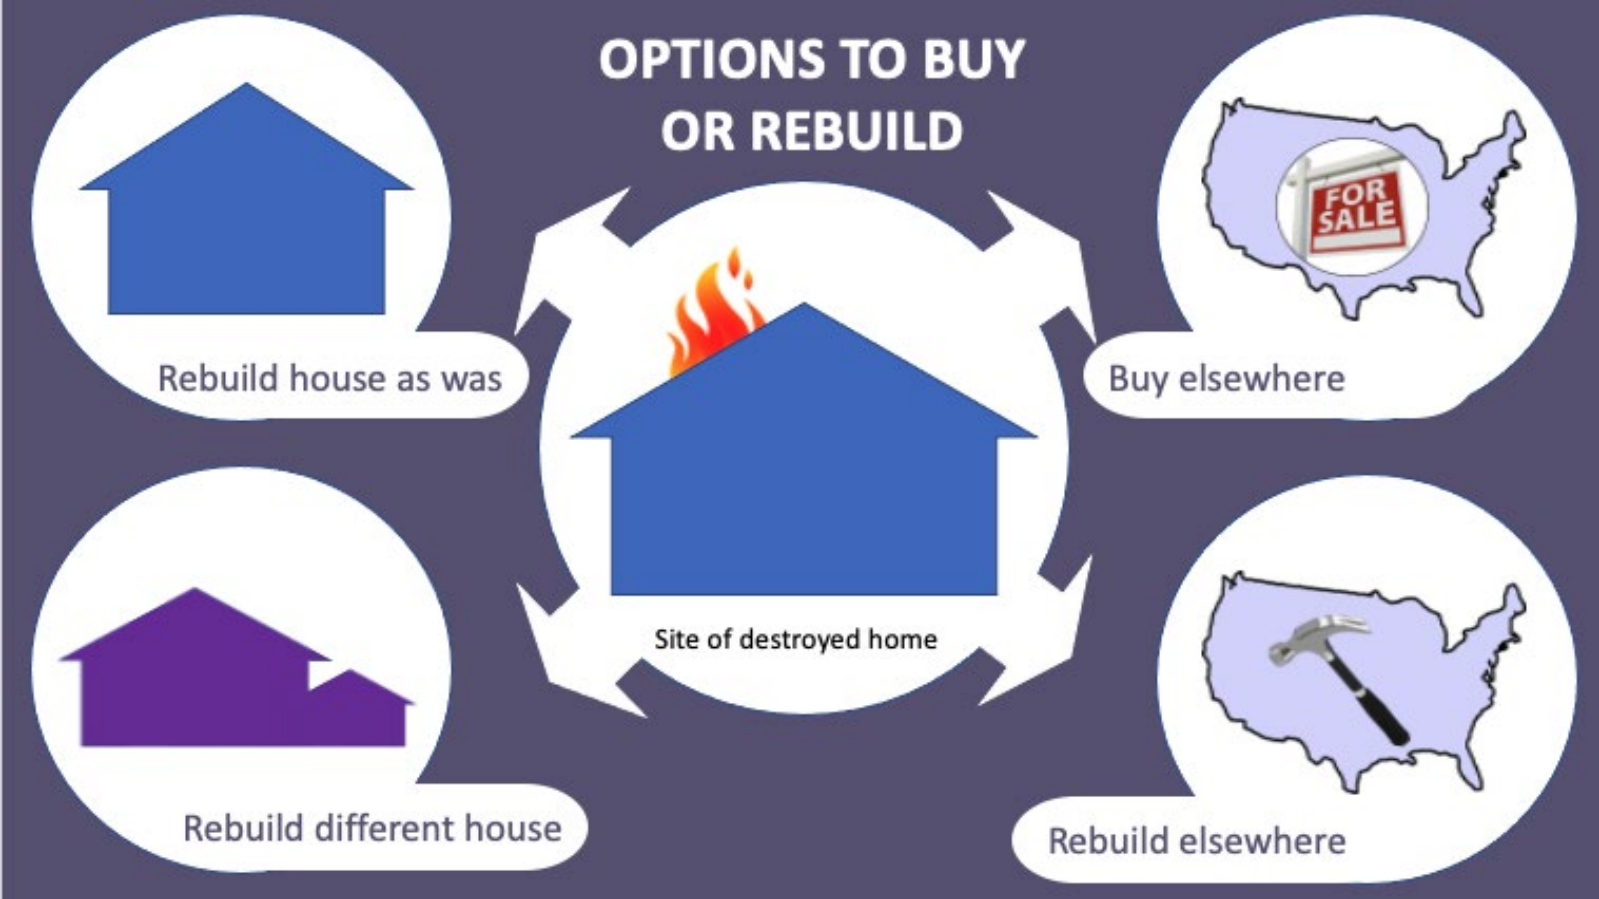 OPTIONS TO BUY
OR REBUILD
Rebuild house as was
FOR
SALE
Buy elsewhere
Site of destroyed home
Rebuild different house
Rebuild elsewhere